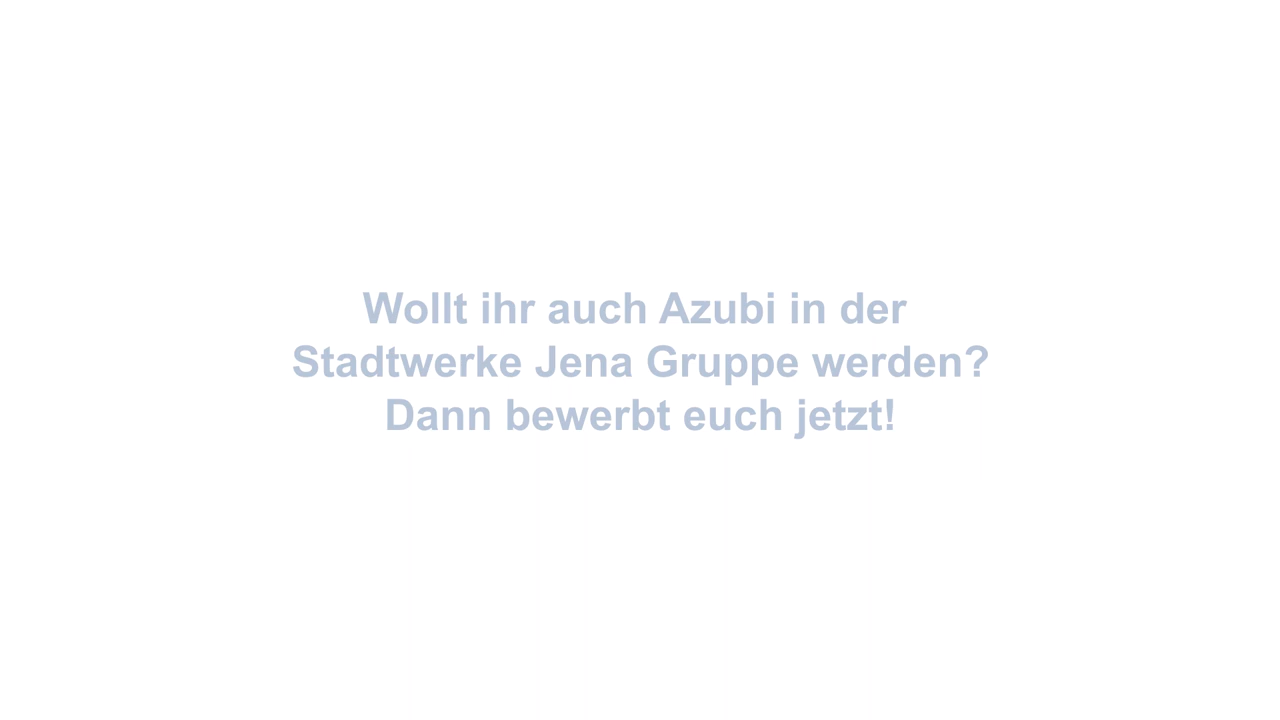 Wollt ihr auch Azubi in der
Stadtwerke Jena Gruppe werden?
Dann bewerbt euch jetzt!